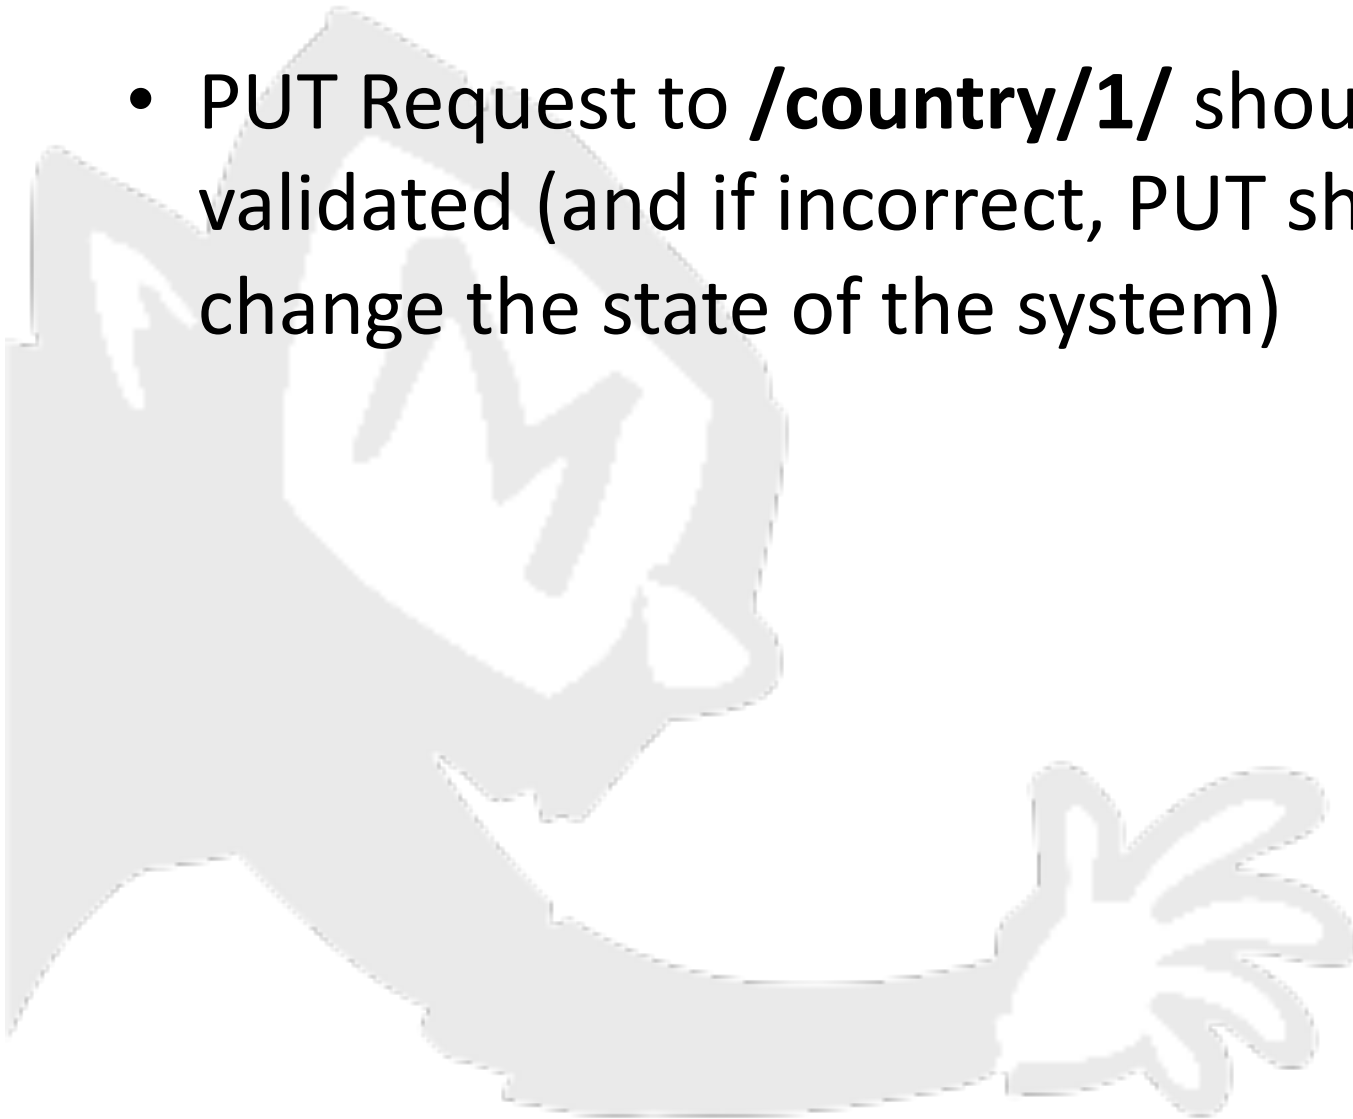 • PUT Request to /country/1/ shou
validated (and if incorrect, PUT sh
change the state of the system)